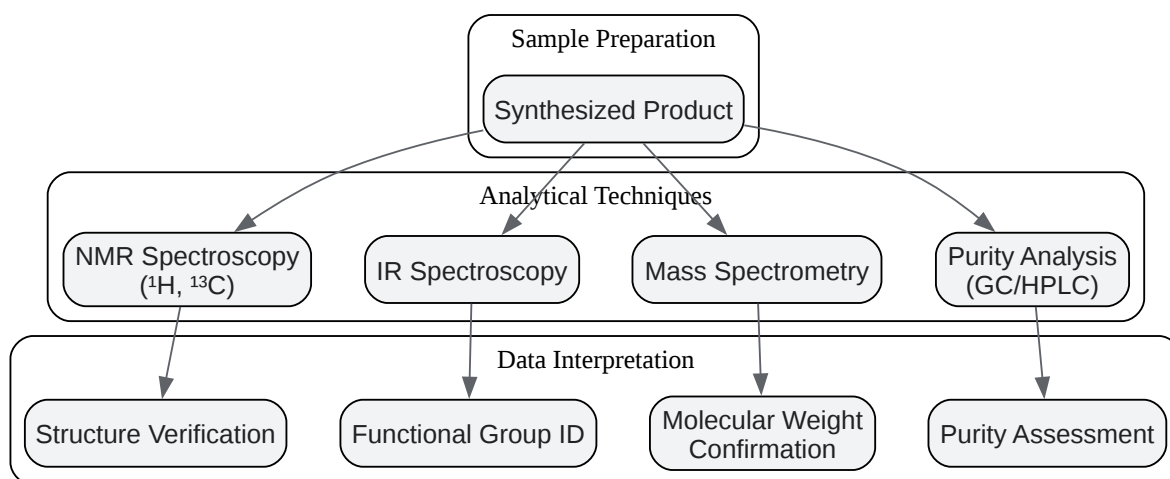 Sample Preparation
Synthesized Product
Analytical Techniques
NMR Spectroscopy
(¹H, ¹³C)
IR Spectroscopy
Mass Spectrometry
Purity Analysis
(GC/HPLC)
Data Interpretation
Structure Verification
Functional Group ID
Molecular Weight
Confirmation
Purity Assessment